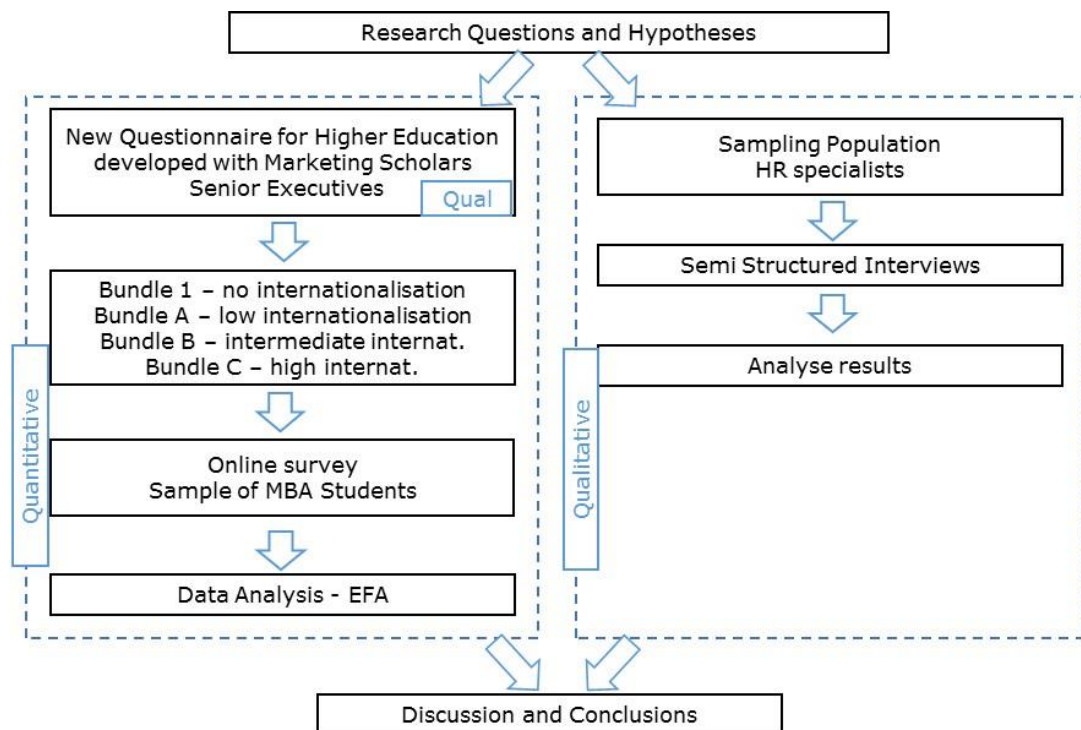 Research Questions and Hypotheses
New Questionnaire for Higher Education
developed with Marketing Scholars
Senior Executives
Qual
Bundle 1 – no internationalisation
Bundle A – low internationalisation
Bundle B – intermediate internat.
Bundle C – high internat.
Quantitative
Online survey
Sample of MBA Students
Data Analysis - EFA
Sampling Population
HR specialists
Semi Structured Interviews
Analyse results
Qualitative
Discussion and Conclusions